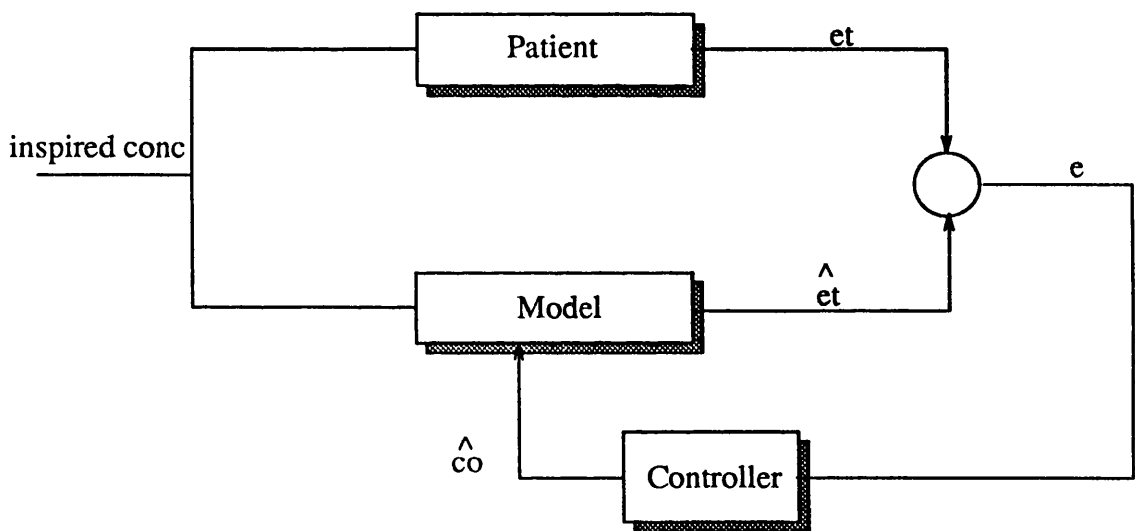 Patient
et
inspired conc
e
Model
^
et
^
co
Controller